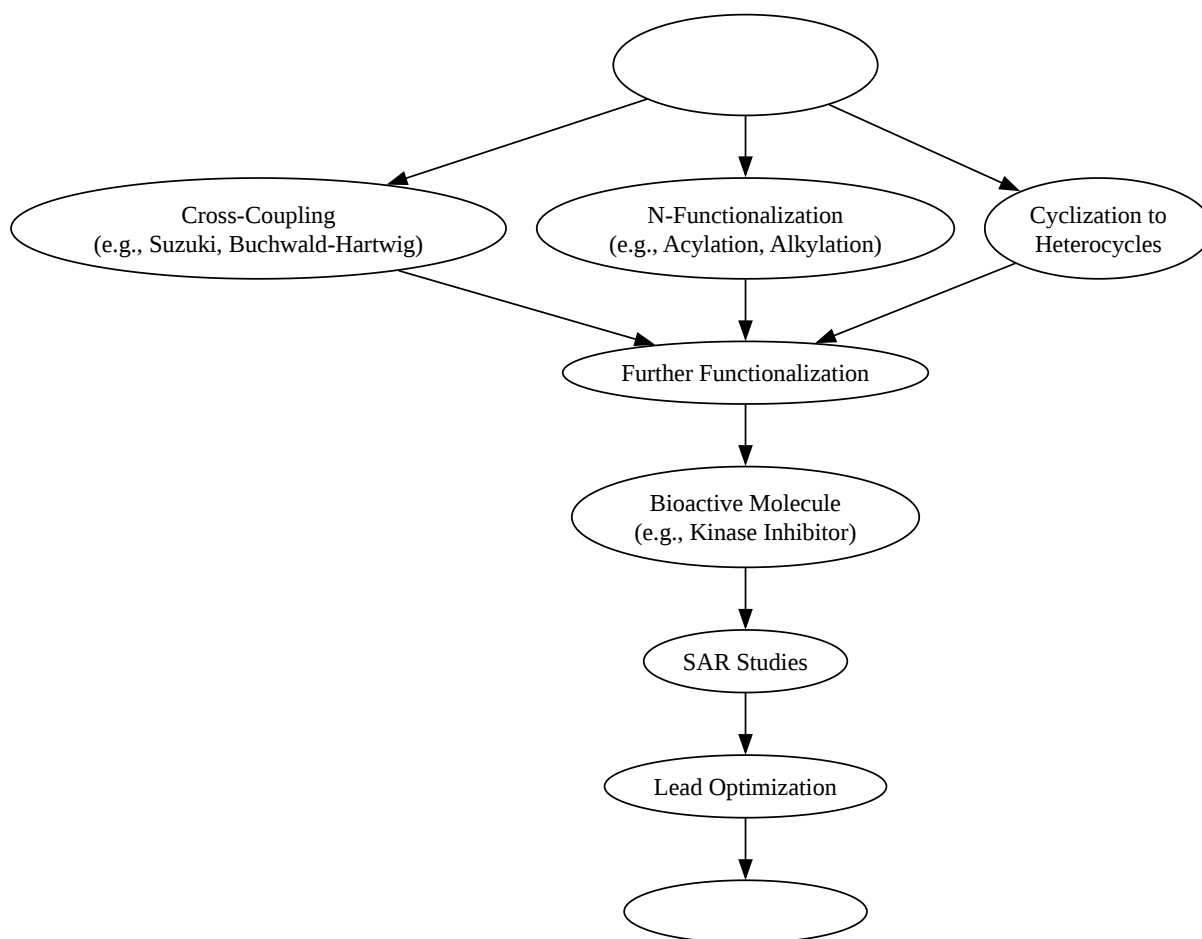 Cross-Coupling
(e.g., Suzuki, Buchwald-Hartwig)
N-Functionalization
(e.g., Acylation, Alkylation)
Cyclization to
Heterocycles
Further Functionalization
Bioactive Molecule
(e.g., Kinase Inhibitor)
SAR Studies
Lead Optimization